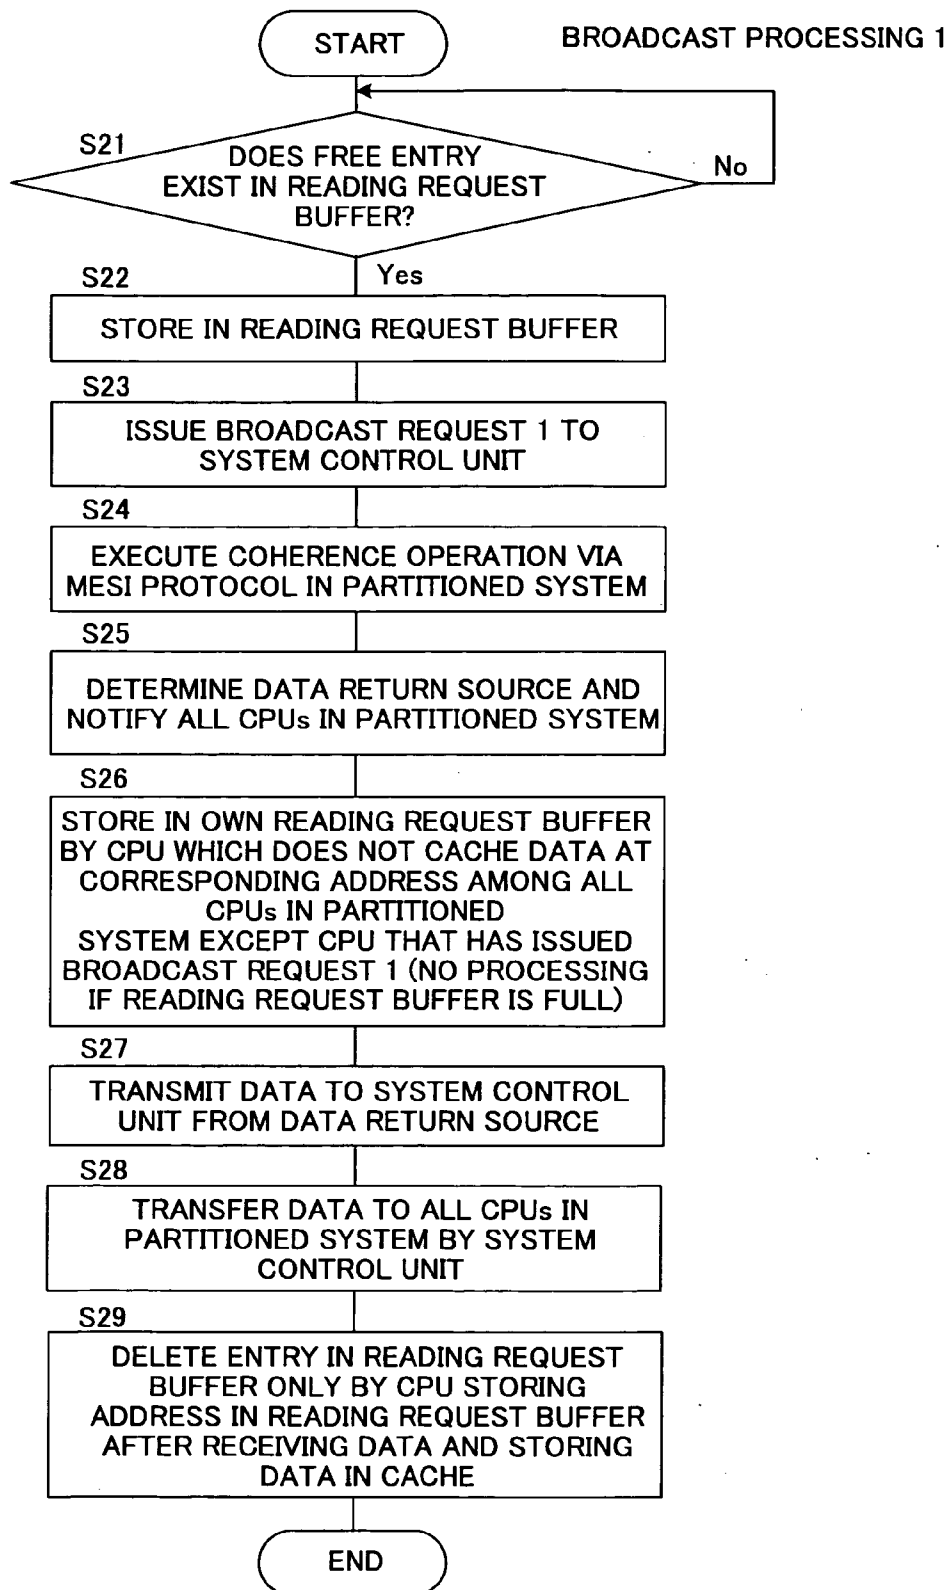 START
BROADCAST PROCESSING 1
S21
DOES FREE ENTRY
EXIST IN READING REQUEST
BUFFER?
No
Yes
S22
STORE IN READING REQUEST BUFFER
S23
ISSUE BROADCAST REQUEST 1 TO
SYSTEM CONTROL UNIT
S24
EXECUTE COHERENCE OPERATION VIA
MESI PROTOCOL IN PARTITIONED SYSTEM
S25
DETERMINE DATA RETURN SOURCE AND
NOTIFY ALL CPUs IN PARTITIONED SYSTEM
S26
STORE IN OWN READING REQUEST BUFFER
BY CPU WHICH DOES NOT CACHE DATA AT
CORRESPONDING ADDRESS AMONG ALL
CPUs IN PARTITIONED
SYSTEM EXCEPT CPU THAT HAS ISSUED
BROADCAST REQUEST 1 (NO PROCESSING
IF READING REQUEST BUFFER IS FULL)
S27
TRANSMIT DATA TO SYSTEM CONTROL
UNIT FROM DATA RETURN SOURCE
S28
TRANSFER DATA TO ALL CPUs IN
PARTITIONED SYSTEM BY SYSTEM
CONTROL UNIT
S29
DELETE ENTRY IN READING REQUEST
BUFFER ONLY BY CPU STORING
ADDRESS IN READING REQUEST BUFFER
AFTER RECEIVING DATA AND STORING
DATA IN CACHE
END